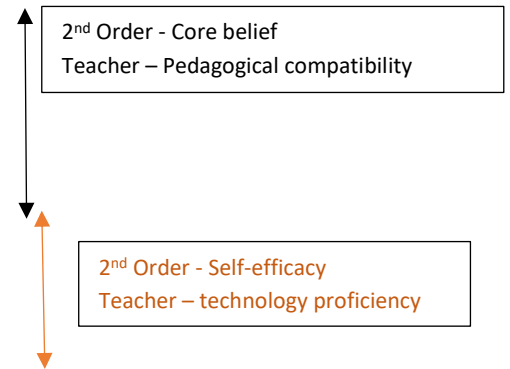 2nd Order - Core belief
Teacher – Pedagogical compatibility
2nd Order - Self-efficacy
Teacher – technology proficiency